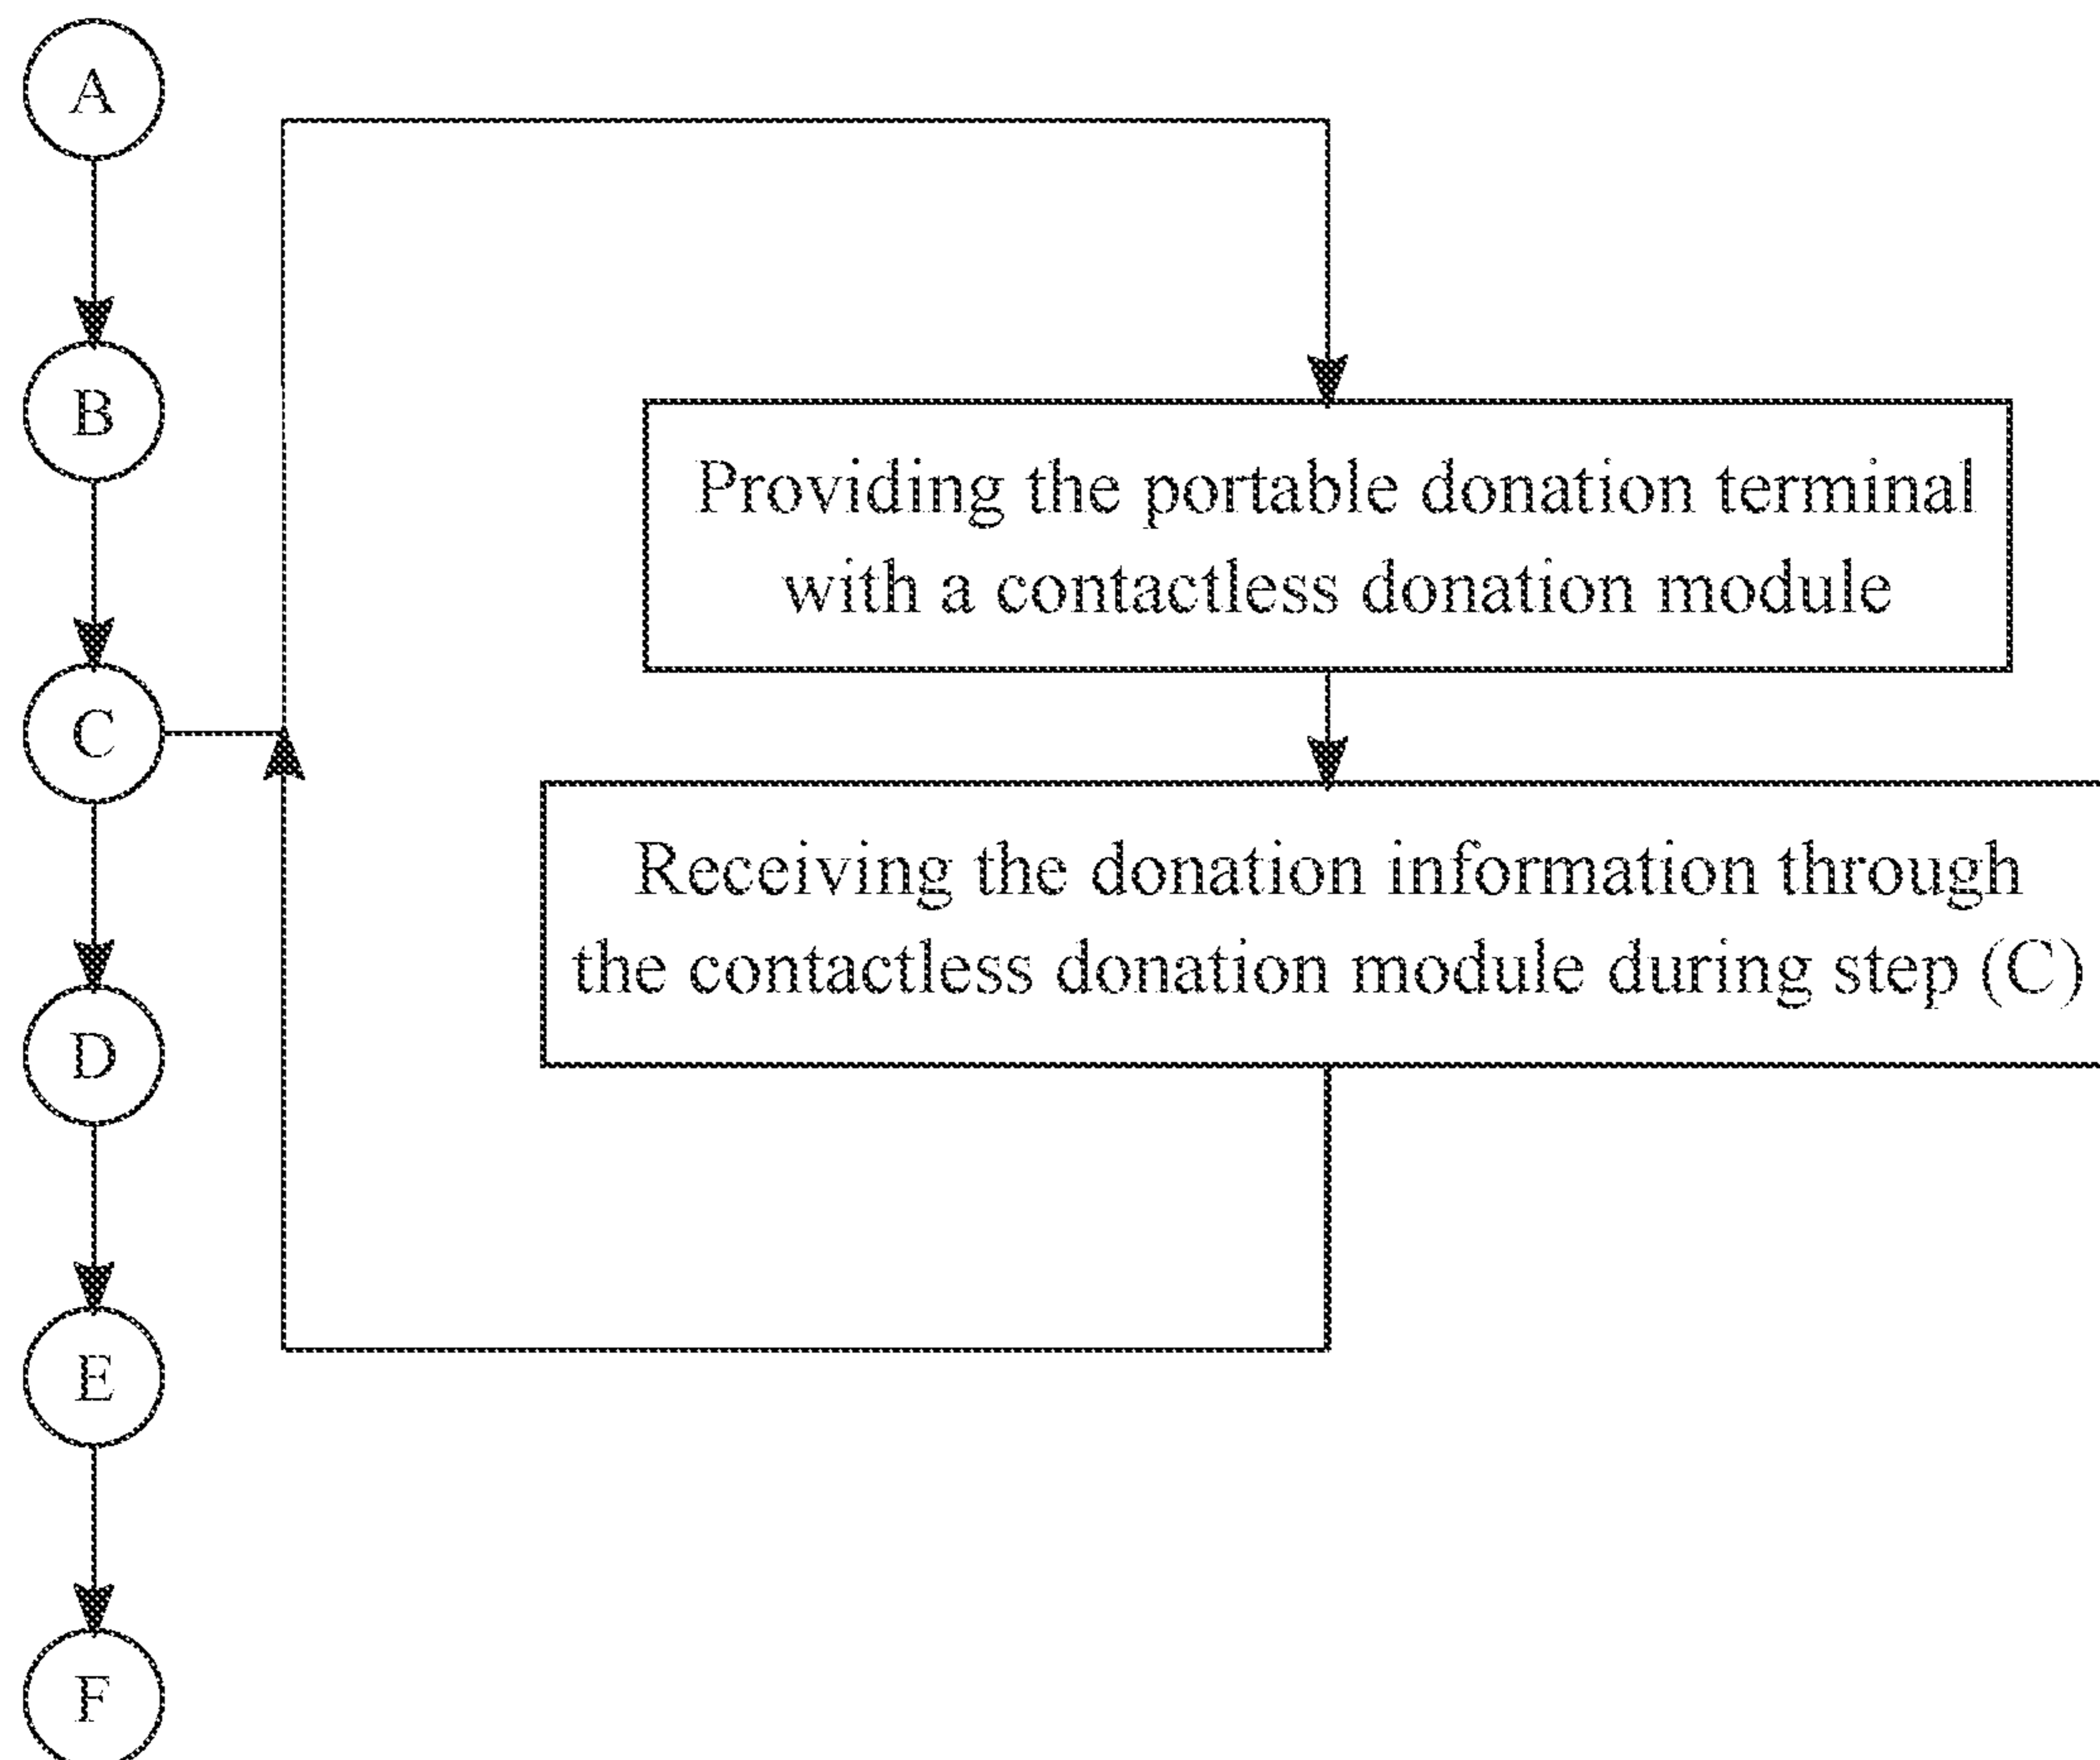 A
B
Providing the portable donation terminal
with a contactless donation module
C
Receiving the donation information through
the contactless donation module during step (C)
D
E
F